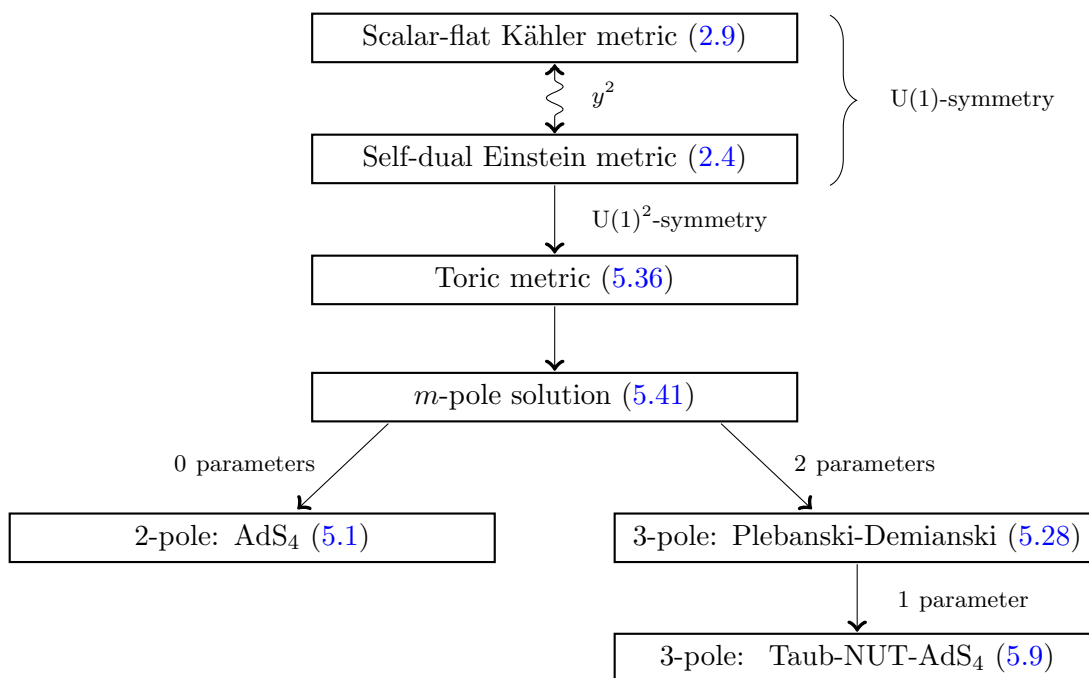 Scalar-flat Kähler metric (2.9)
y²
U(1)-symmetry
Self-dual Einstein metric (2.4)
U(1)²-symmetry
Toric metric (5.36)
m-pole solution (5.41)
0 parameters
2 parameters
2-pole: AdS₄ (5.1)
3-pole: Plebanski-Demianski (5.28)
1 parameter
3-pole: Taub-NUT-AdS₄ (5.9)